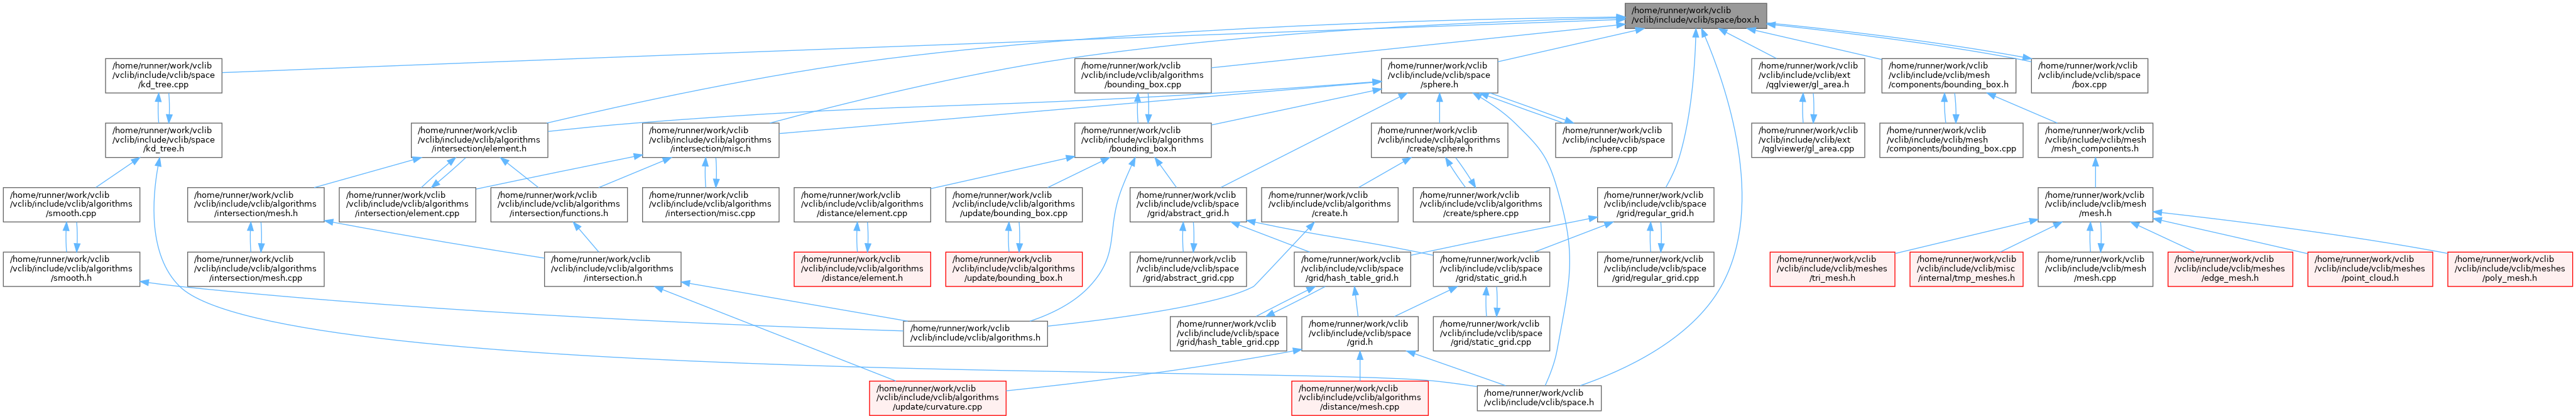 /home/runner/work/vclib
/vclib/include/vclib/space/box.h
/home/runner/work/vclib
/vclib/include/vclib/space
/kd_tree.cpp
/home/runner/work/vclib
/vclib/include/vclib/algorithms
/bounding_box.cpp
/home/runner/work/vclib
/vclib/include/vclib/space
/sphere.h
/home/runner/work/vclib
/vclib/include/vclib/ext
/qglviewer/gl_area.h
/home/runner/work/vclib
/vclib/include/vclib/mesh
/components/bounding_box.h
/home/runner/work/vclib
/vclib/include/vclib/space
/box.cpp
/home/runner/work/vclib
/vclib/include/vclib/space
/kd_tree.h
/home/runner/work/vclib
/vclib/include/vclib/algorithms
/intersection/element.h
/home/runner/work/vclib
/vclib/include/vclib/algorithms
/intersection/misc.h
/home/runner/work/vclib
/vclib/include/vclib/algorithms
/bounding_box.h
/home/runner/work/vclib
/vclib/include/vclib/algorithms
/create/sphere.h
/home/runner/work/vclib
/vclib/include/vclib/space
/sphere.cpp
/home/runner/work/vclib
/vclib/include/vclib/ext
/qglviewer/gl_area.cpp
/home/runner/work/vclib
/vclib/include/vclib/mesh
/components/bounding_box.cpp
/home/runner/work/vclib
/vclib/include/vclib/mesh
/mesh_components.h
/home/runner/work/vclib
/vclib/include/vclib/algorithms
/smooth.cpp
/home/runner/work/vclib
/vclib/include/vclib/algorithms
/intersection/mesh.h
/home/runner/work/vclib
/vclib/include/vclib/algorithms
/intersection/element.cpp
/home/runner/work/vclib
/vclib/include/vclib/algorithms
/intersection/functions.h
/home/runner/work/vclib
/vclib/include/vclib/algorithms
/intersection/misc.cpp
/home/runner/work/vclib
/vclib/include/vclib/algorithms
/distance/element.cpp
/home/runner/work/vclib
/vclib/include/vclib/algorithms
/update/bounding_box.cpp
/home/runner/work/vclib
/vclib/include/vclib/space
/grid/abstract_grid.h
/home/runner/work/vclib
/vclib/include/vclib/algorithms
/create.h
/home/runner/work/vclib
/vclib/include/vclib/algorithms
/create/sphere.cpp
/home/runner/work/vclib
/vclib/include/vclib/space
/grid/regular_grid.h
/home/runner/work/vclib
/vclib/include/vclib/mesh
/mesh.h
/home/runner/work/vclib
/vclib/include/vclib/algorithms
/smooth.h
/home/runner/work/vclib
/vclib/include/vclib/algorithms
/intersection/mesh.cpp
/home/runner/work/vclib
/vclib/include/vclib/algorithms
/intersection.h
/home/runner/work/vclib
/vclib/include/vclib/algorithms
/distance/element.h
/home/runner/work/vclib
/vclib/include/vclib/algorithms
/update/bounding_box.h
/home/runner/work/vclib
/vclib/include/vclib/space
/grid/abstract_grid.cpp
/home/runner/work/vclib
/vclib/include/vclib/space
/grid/hash_table_grid.h
/home/runner/work/vclib
/vclib/include/vclib/space
/grid/static_grid.h
/home/runner/work/vclib
/vclib/include/vclib/space
/grid/regular_grid.cpp
/home/runner/work/vclib
/vclib/include/vclib/meshes
/tri_mesh.h
/home/runner/work/vclib
/vclib/include/vclib/misc
/internal/tmp_meshes.h
/home/runner/work/vclib
/vclib/include/vclib/mesh
/mesh.cpp
/home/runner/work/vclib
/vclib/include/vclib/meshes
/edge_mesh.h
/home/runner/work/vclib
/vclib/include/vclib/meshes
/point_cloud.h
/home/runner/work/vclib
/vclib/include/vclib/meshes
/poly_mesh.h
/home/runner/work/vclib
/vclib/include/vclib/algorithms.h
/home/runner/work/vclib
/vclib/include/vclib/space
/grid/hash_table_grid.cpp
/home/runner/work/vclib
/vclib/include/vclib/space
/grid.h
/home/runner/work/vclib
/vclib/include/vclib/space
/grid/static_grid.cpp
/home/runner/work/vclib
/vclib/include/vclib/algorithms
/update/curvature.cpp
/home/runner/work/vclib
/vclib/include/vclib/algorithms
/distance/mesh.cpp
/home/runner/work/vclib
/vclib/include/vclib/space.h